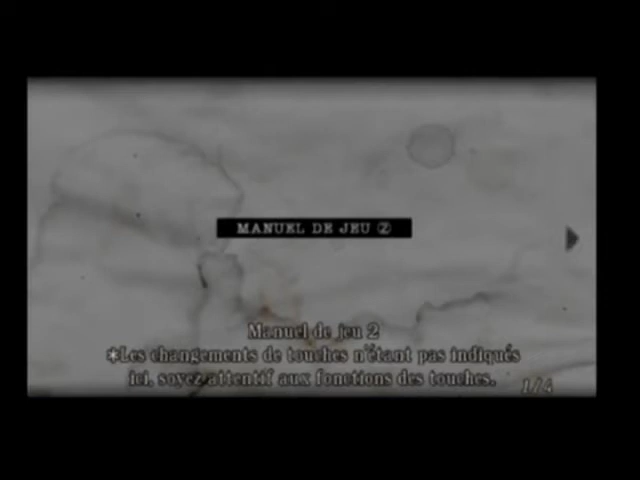 MANUEL DE JEU ②
Manuel de jeu 2
*Les changements de touches n'étant pas indiqués
ici, soyez attentif aux fonctions des touches.
1/4